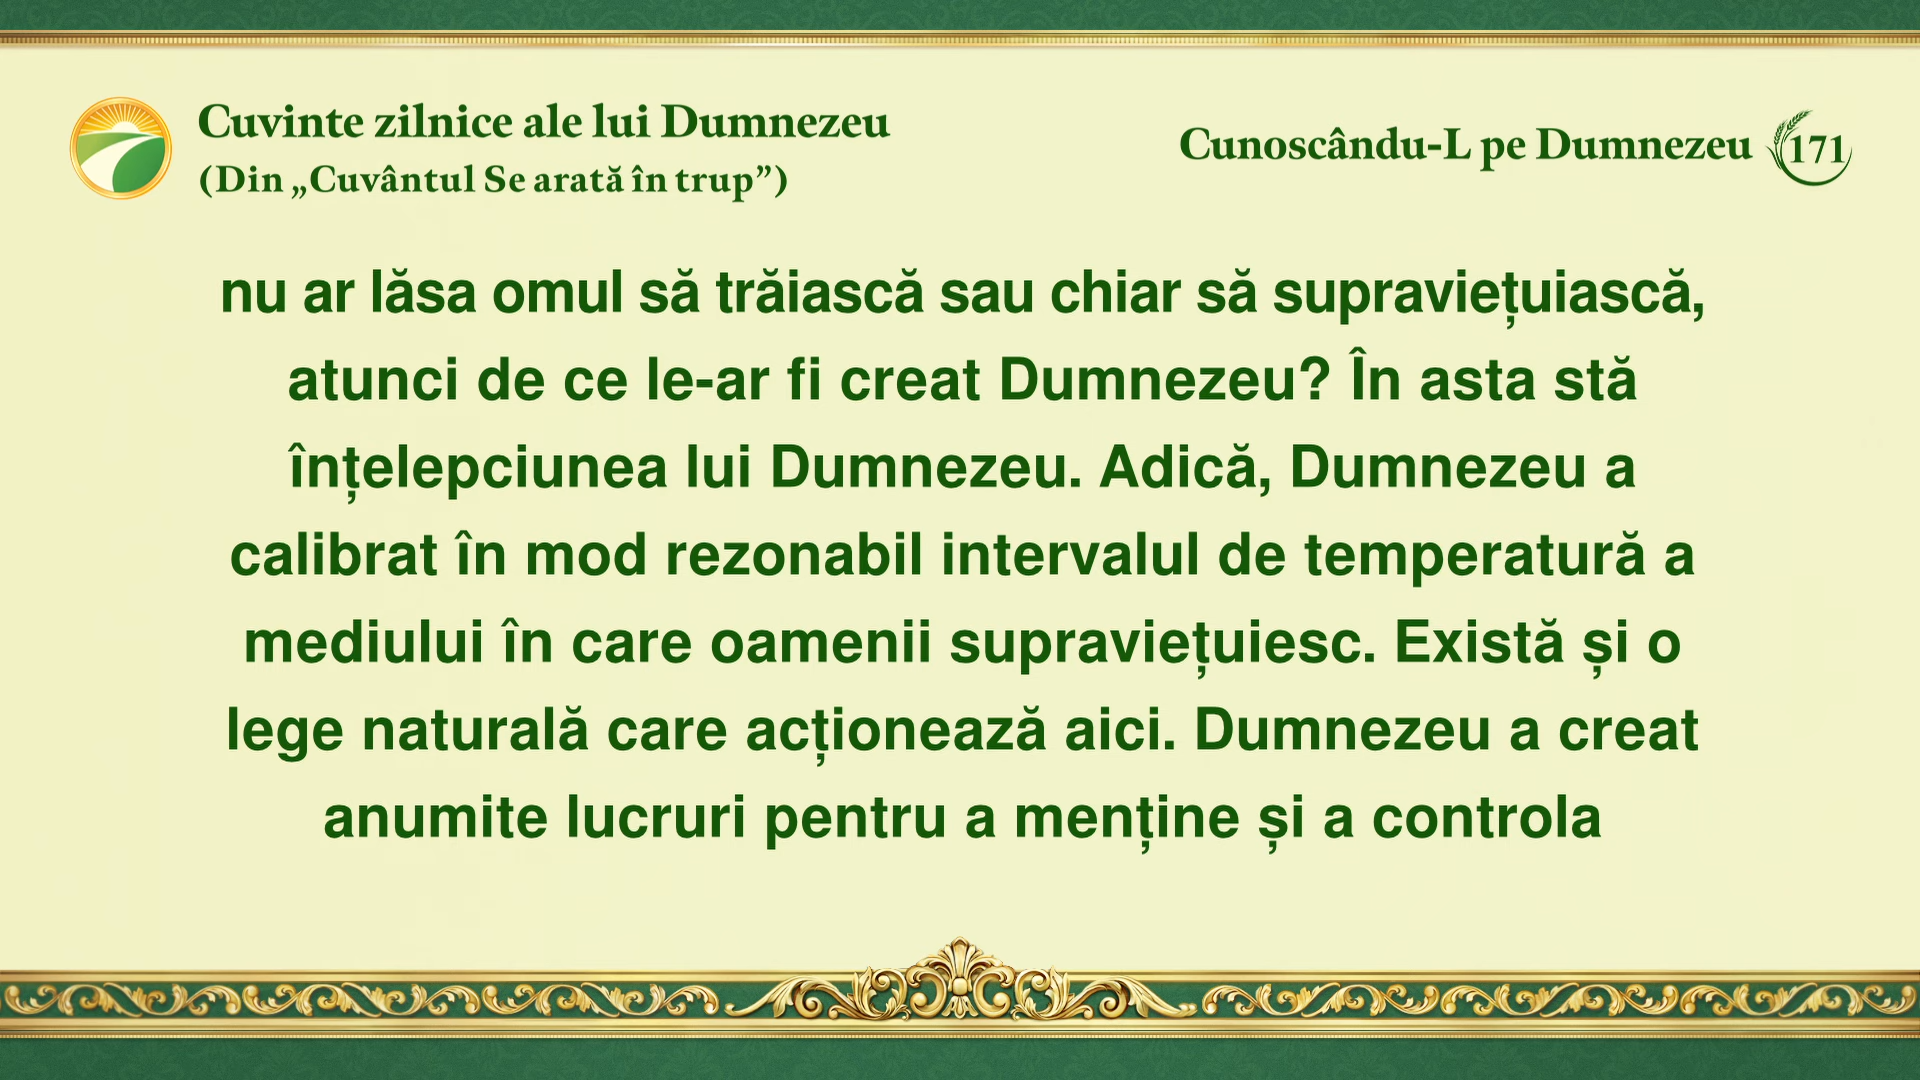 Cuvinte zilnice ale lui Dumnezeu
(Din „Cuvântul Se arată în trup”)
Cunoscându-L pe Dumnezeu 171
nu ar lăsa omul să trăiască sau chiar să supraviețuiască,
atunci de ce le-ar fi creat Dumnezeu? În asta stă
înțelepciunea lui Dumnezeu. Adică, Dumnezeu a
calibrat în mod rezonabil intervalul de temperatură a
mediului în care oamenii supraviețuiesc. Există și o
lege naturală care acționează aici. Dumnezeu a creat
anumite lucruri pentru a menține și a controla